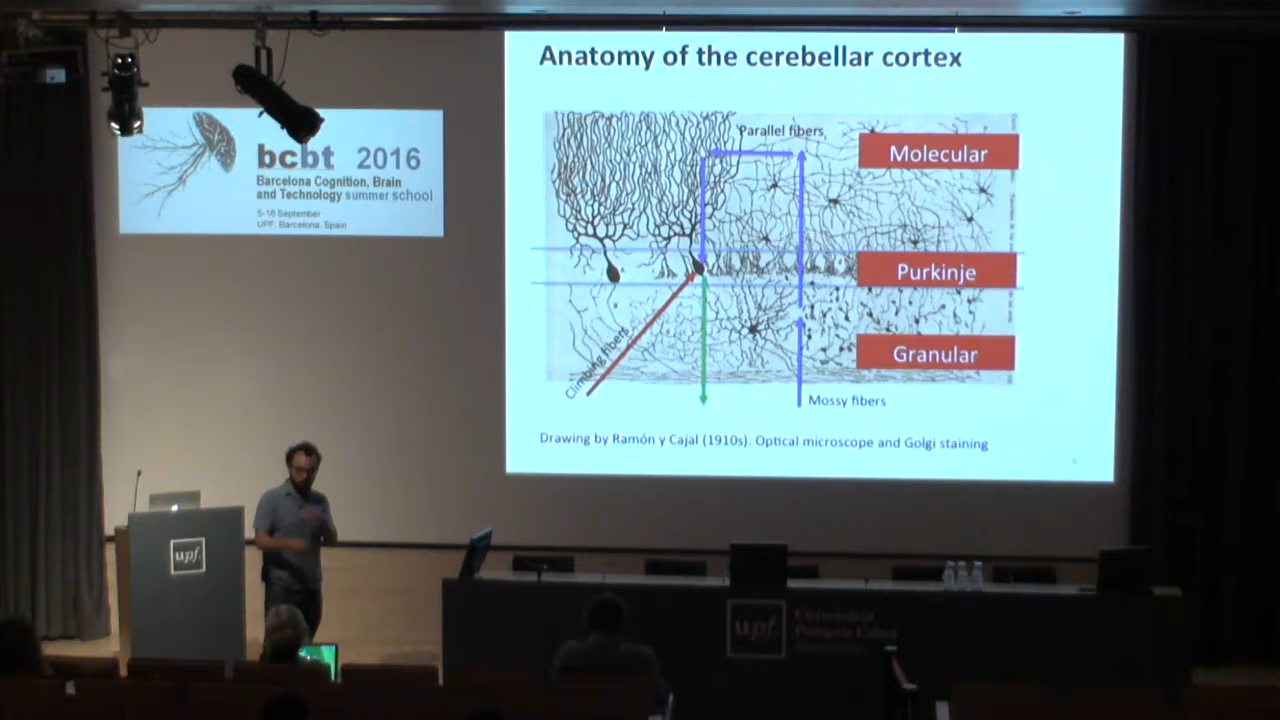 Anatomy of the cerebellar cortex
Parallel fibers
Molecular
Purkinje
Granular
Climbing fibers
Mossy fibers
Drawing by Ramón y Cajal (1910s). Optical microscope and Golgi staining
bcbt 2016
Barcelona Cognition, Brain
and Technology summer school
5-16 September
UPF, Barcelona, Spain
upf.
upf.
Universitat
Pompeu Fabra